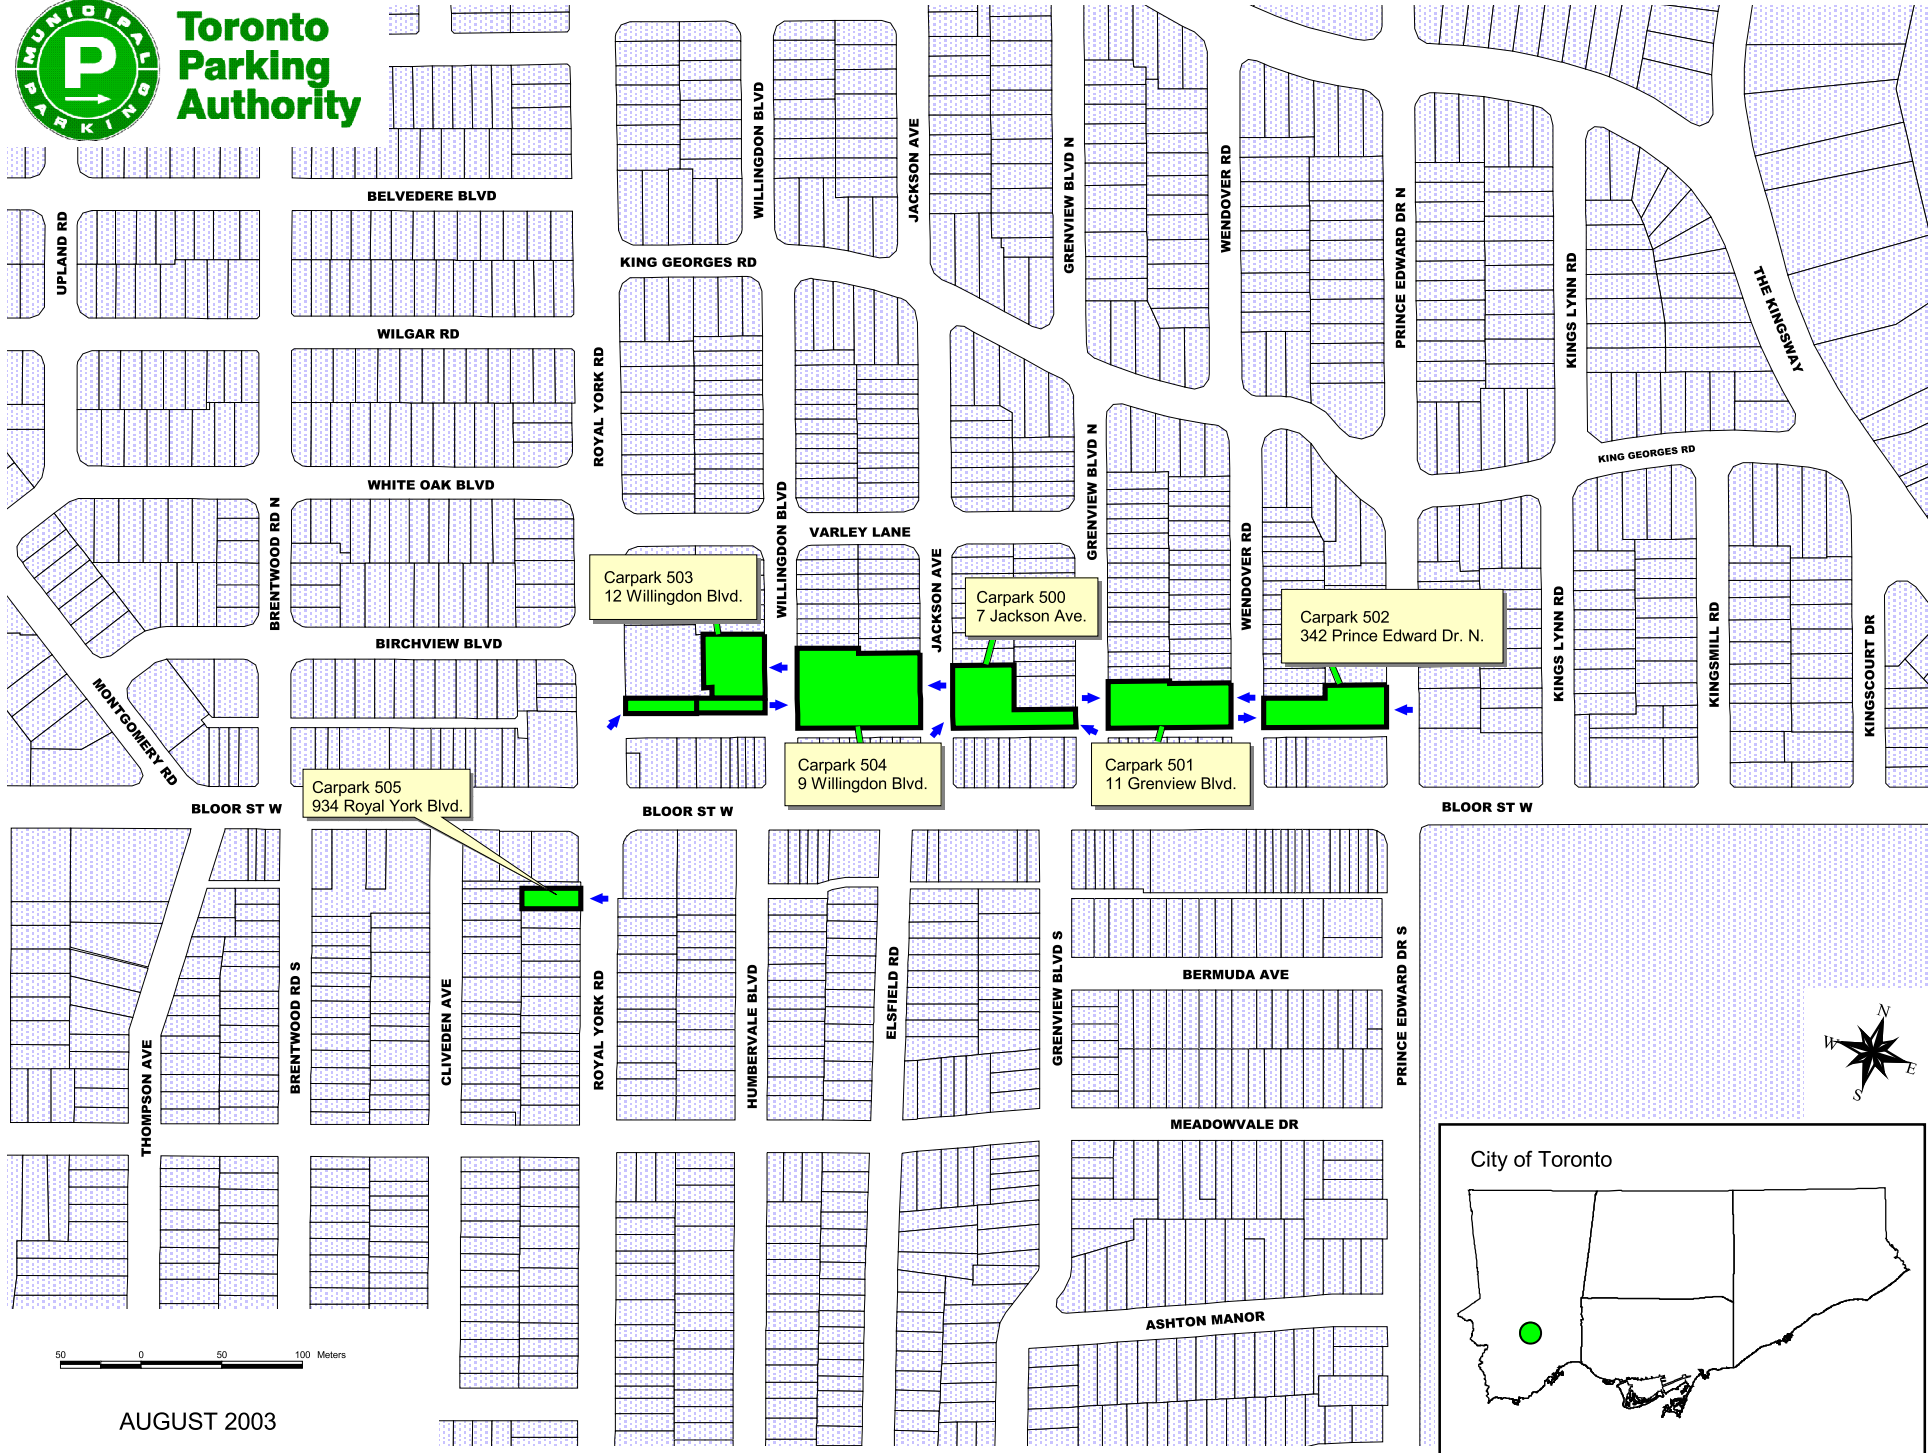 MUNICIPAL
PARKING
P
Toronto
Parking
Authority
BELVEDERE BLVD
UPLAND RD
WILLINGDON BLVD
JACKSON AVE
GRENVIEW BLVD N
WENDOVER RD
PRINCE EDWARD DR N
KINGS LYNN RD
THE KINGSWAY
KING GEORGES RD
WILGAR RD
ROYAL YORK RD
KING GEORGES RD
WHITE OAK BLVD
BRENTWOOD RD N
WILLINGDON BLVD
VARLEY LANE
JACKSON AVE
GRENVIEW BLVD N
WENDOVER RD
KINGS LYNN RD
KINGSMILL RD
KINGSCOURT DR
Carpark 503
12 Willingdon Blvd.
Carpark 500
7 Jackson Ave.
Carpark 502
342 Prince Edward Dr. N.
BIRCHVIEW BLVD
MONTGOMERY RD
Carpark 504
9 Willingdon Blvd.
Carpark 501
11 Grenview Blvd.
Carpark 505
934 Royal York Blvd.
BLOOR ST W
BLOOR ST W
BLOOR ST W
THOMPSON AVE
BRENTWOOD RD S
CLIVEDEN AVE
ROYAL YORK RD
HUMBERVALE BLVD
ELSFIELD RD
GRENVIEW BLVD S
BERMUDA AVE
PRINCE EDWARD DR S
MEADOWVALE DR
ASHTON MANOR
N
W
E
S
City of Toronto
50 0 50 100 Meters
AUGUST 2003